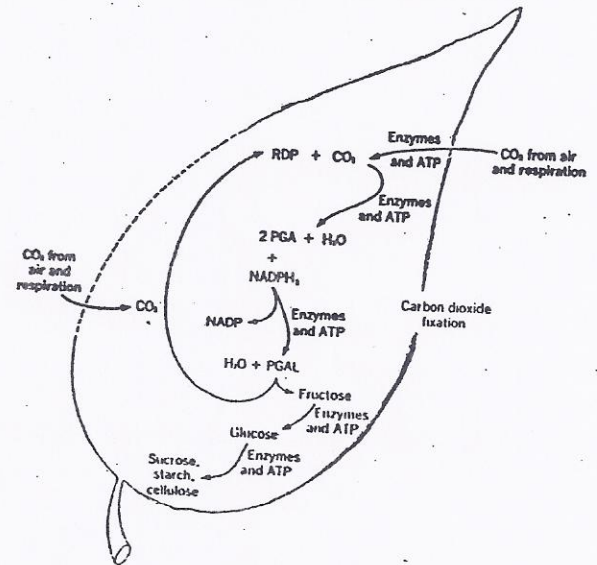 Enzymes
RDP + CO₂
and ATP
CO₂ from air
and respiration
Enzymes
and ATP
2 PGA + H₂O
+
NADPH₂
CO₂ from
air and
respiration
CO₂
NADP
Enzymes
and ATP
Carbon dioxide
fixation
H₂O + PGAL
Fructose
Enzymes
and ATP
Glucose
Enzymes
and ATP
Sucrose,
starch,
cellulose